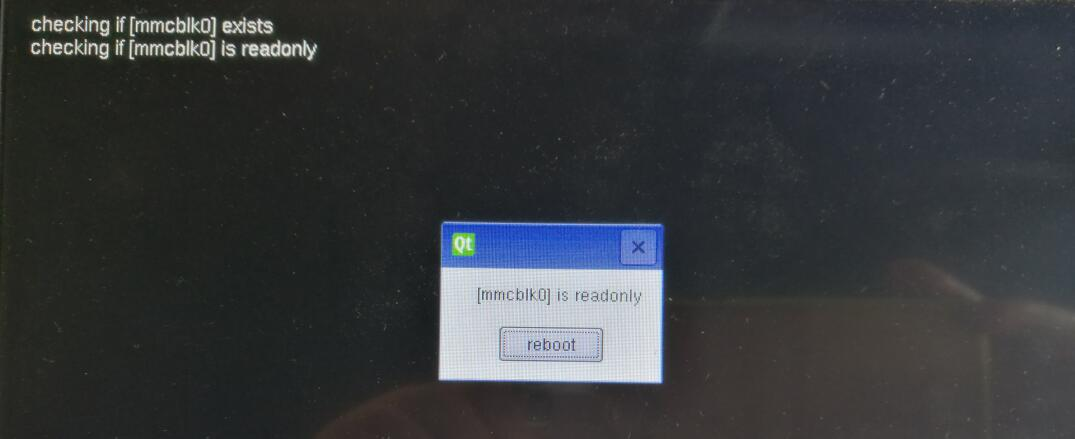 checking if [mmcblk0] exists
checking if [mmcblk0] is readonly
Qt
[mmcblk0] is readonly
reboot